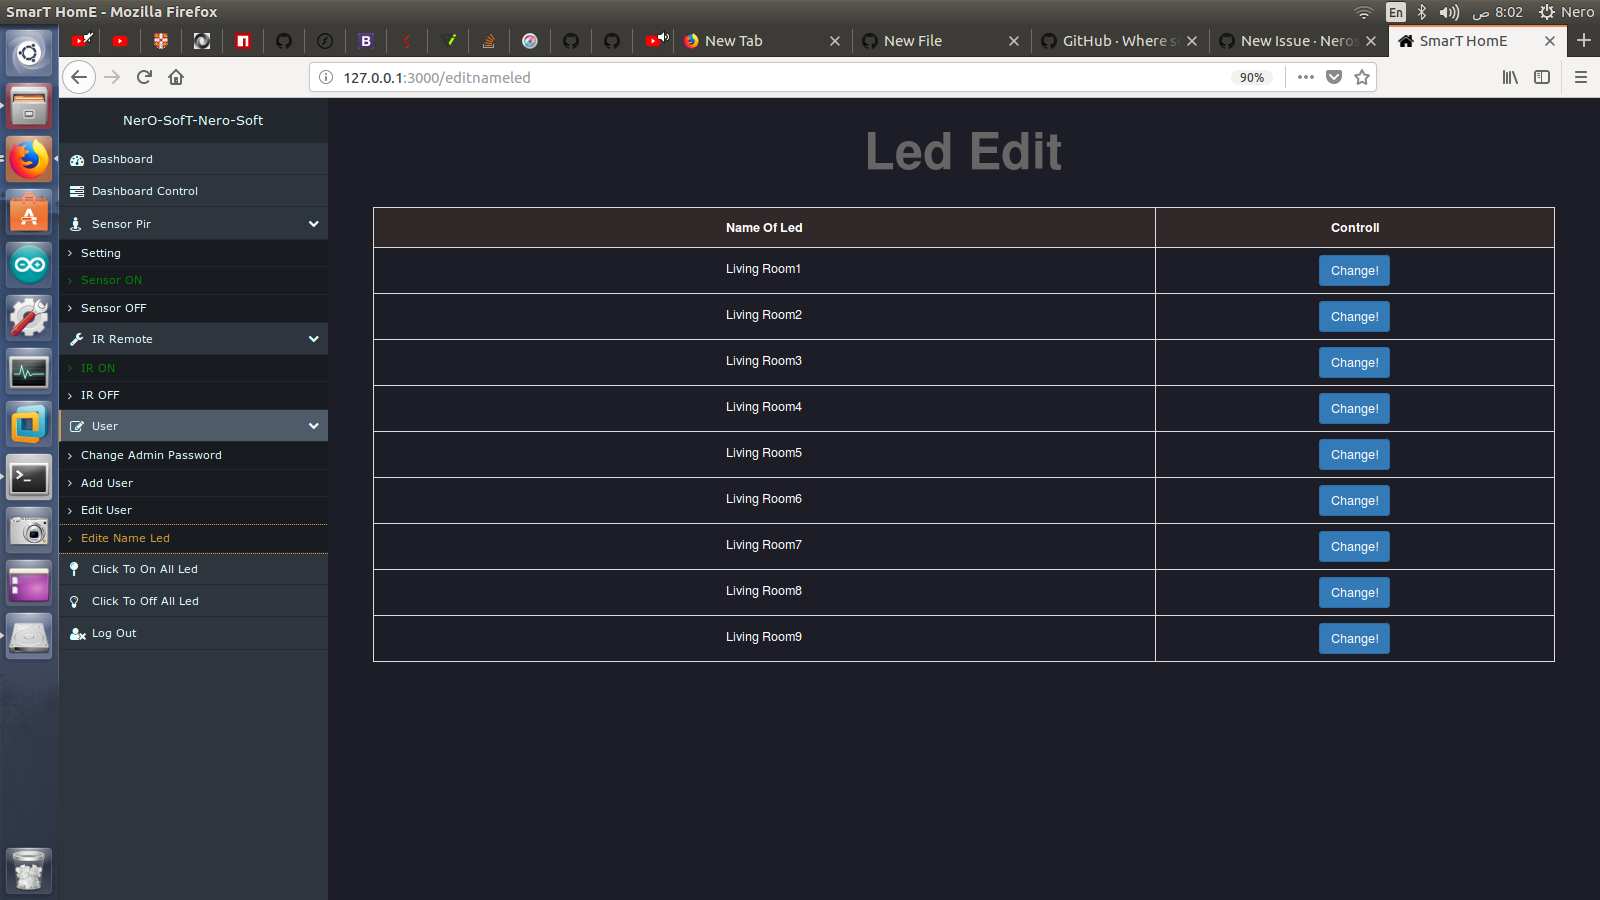 SmarT HomE - Mozilla Firefox
En
ص 8:02
Nero
New Tab
New File
GitHub · Where s
New Issue · Neros
SmarT HomE
127.0.0.1:3000/editnameled
90%
NerO-SofT-Nero-Soft
Dashboard
Dashboard Control
Sensor Pir
Setting
Sensor ON
Sensor OFF
IR Remote
IR ON
IR OFF
User
Change Admin Password
Add User
Edit User
Edite Name Led
Click To On All Led
Click To Off All Led
Log Out
Led Edit
Name Of Led
Controll
Living Room1
Change!
Living Room2
Change!
Living Room3
Change!
Living Room4
Change!
Living Room5
Change!
Living Room6
Change!
Living Room7
Change!
Living Room8
Change!
Living Room9
Change!